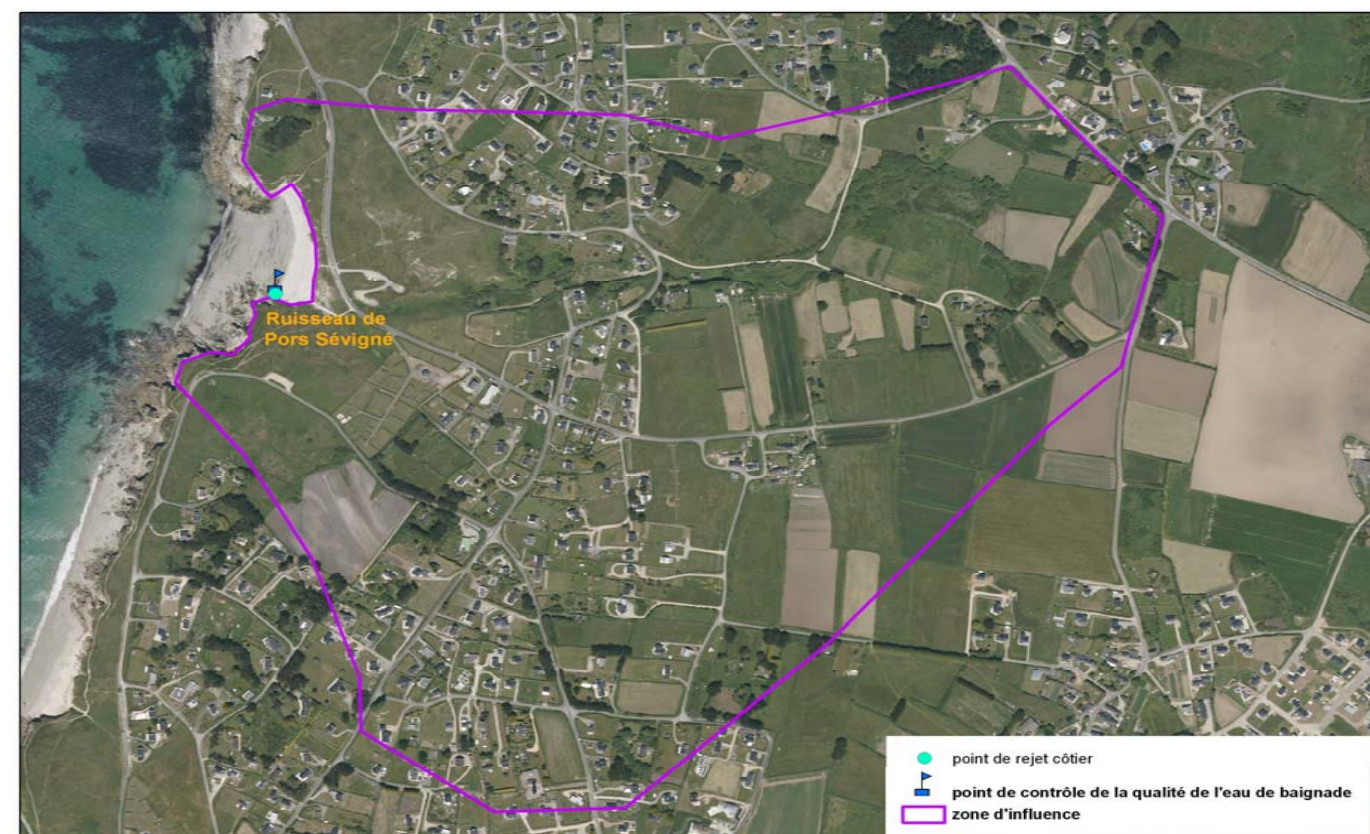 Ruisseau de
Pors Sévigné
point de rejet côtier
point de contrôle de la qualité de l'eau de baignade
zone d'influence